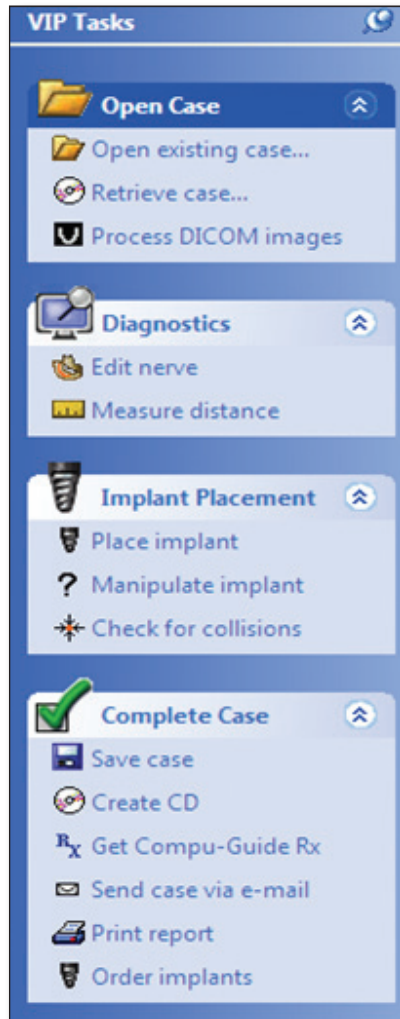 VIP Tasks
Open Case
Open existing case...
Retrieve case...
Process DICOM images
Diagnostics
Edit nerve
Measure distance
Implant Placement
Place implant
? Manipulate implant
Check for collisions
Complete Case
Save case
Create CD
Rx Get Compu-Guide Rx
Send case via e-mail
Print report
Order implants